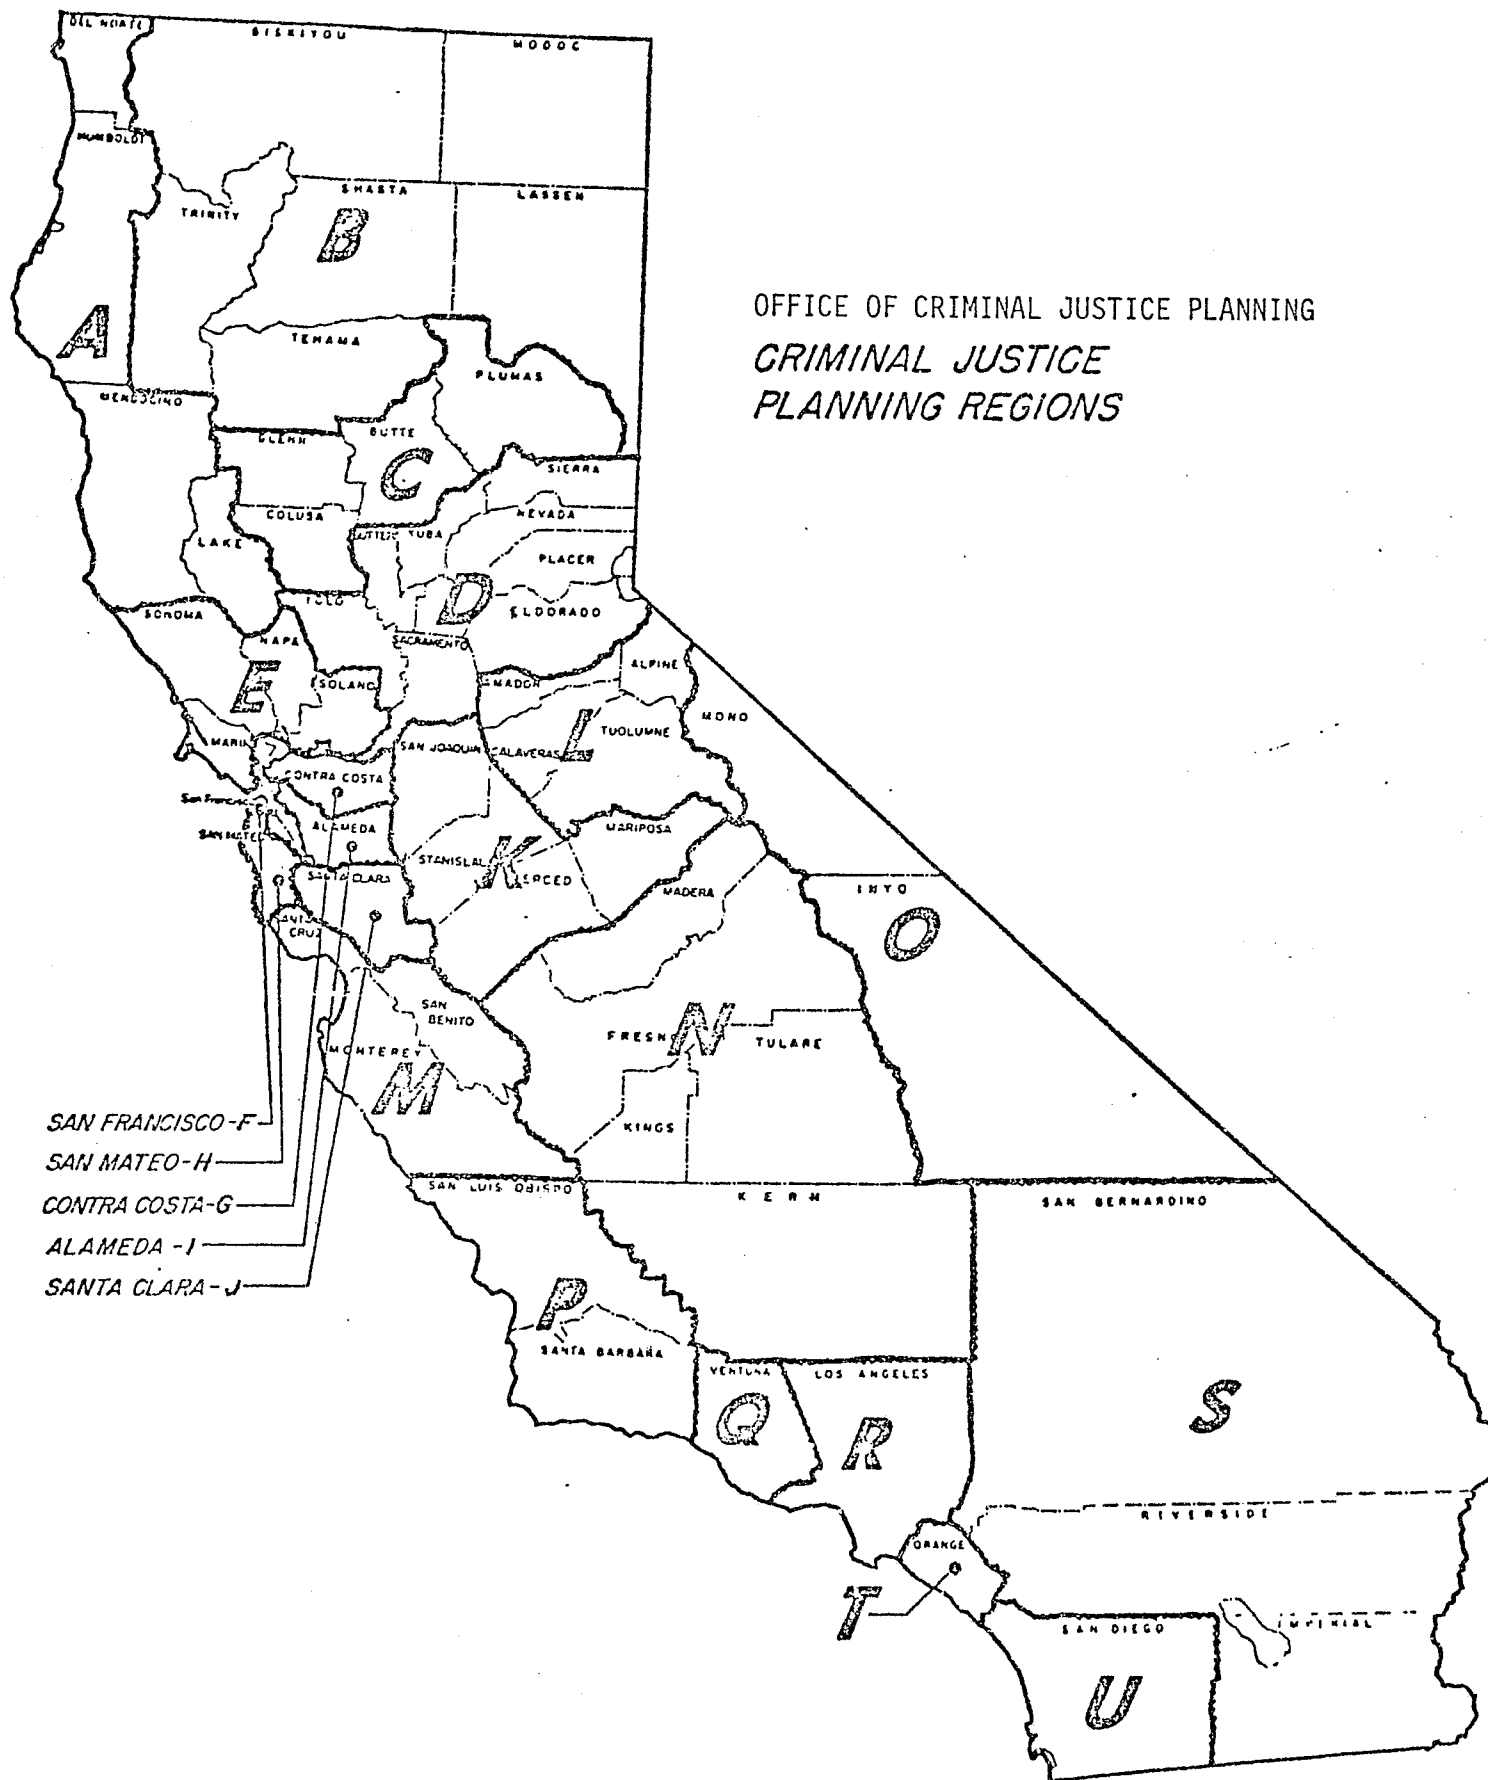 DEL NORTE
SISKIYOU
MODOC
HUMBOLDT
SHASTA
LASSEN
TRINITY
B
OFFICE OF CRIMINAL JUSTICE PLANNING
CRIMINAL JUSTICE
PLANNING REGIONS
A
TEHAMA
PLUMAS
MENDOCINO
GLENN
BUTTE
C
SIERRA
COLUSA
NEVADA
LAKE
SUTTER
YUBA
PLACER
D
YOLO
SONOMA
ELDORADO
NAPA
SACRAMENTO
E
SOLANO
AMADOR
ALPINE
MONO
MARIN
SAN JOAQUIN
CALAVERAS
L
TUOLUMNE
CONTRA COSTA
San Francisco
ALAMEDA
SAN MATEO
MARIPOSA
STANISLAUS
K
MERCED
SANTA CLARA
MADERA
INYO
O
SANTA
CRUZ
SAN
BENITO
FRESNO
N
TULARE
MONTEREY
M
SAN FRANCISCO-F
KINGS
SAN MATEO-H
SAN LUIS OBISPO
KERN
SAN BERNARDINO
CONTRA COSTA-G
ALAMEDA-I
SANTA CLARA-J
P
SANTA BARBARA
VENTURA
LOS ANGELES
Q
R
S
RIVERSIDE
ORANGE
T
SAN DIEGO
IMPERIAL
U